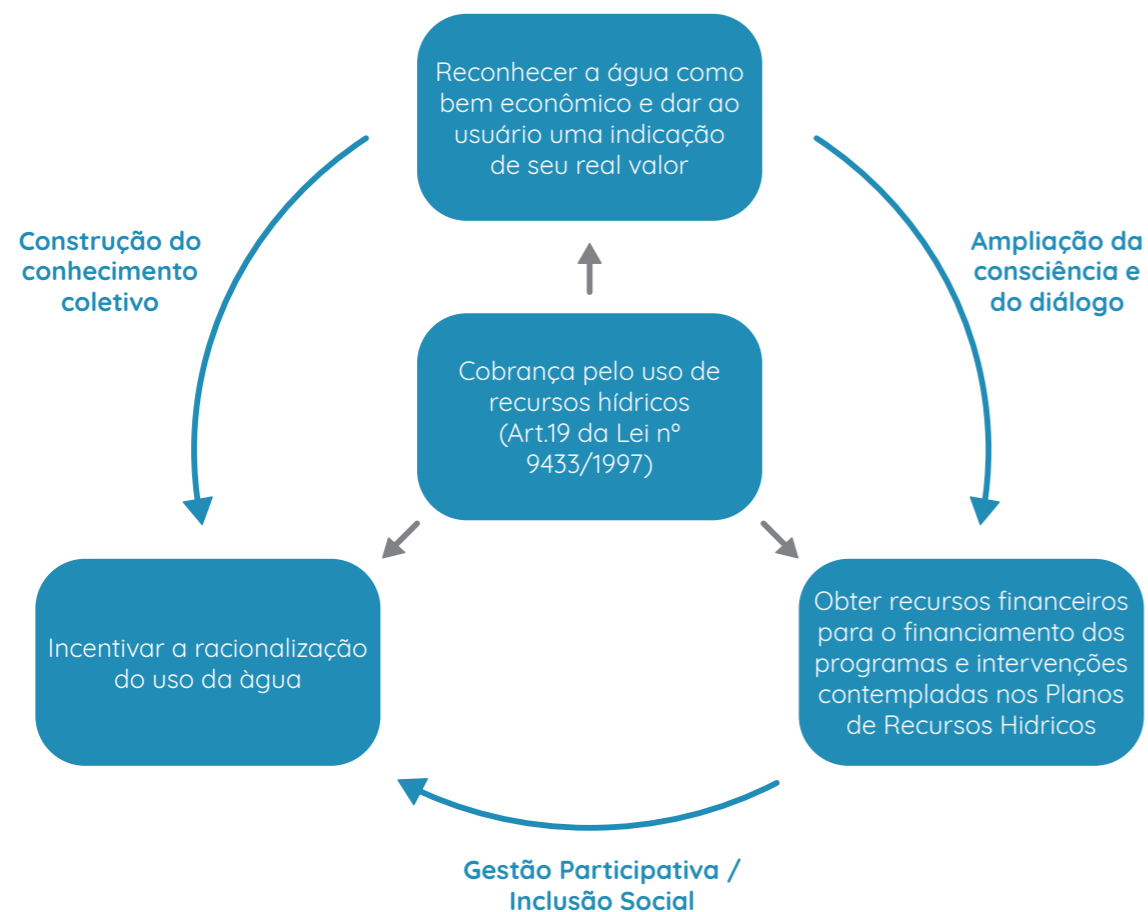 Reconhecer a água como
bem econômico e dar ao
usuário uma indicação
de seu real valor
Construção do
conhecimento
coletivo
Ampliação da
consciência e
do diálogo
Cobrança pelo uso de
recursos hídricos
(Art.19 da Lei nº
9433/1997)
Incentivar a racionalização
do uso da àgua
Obter recursos financeiros
para o financiamento dos
programas e intervenções
contempladas nos Planos
de Recursos Hidricos
Gestão Participativa /
Inclusão Social